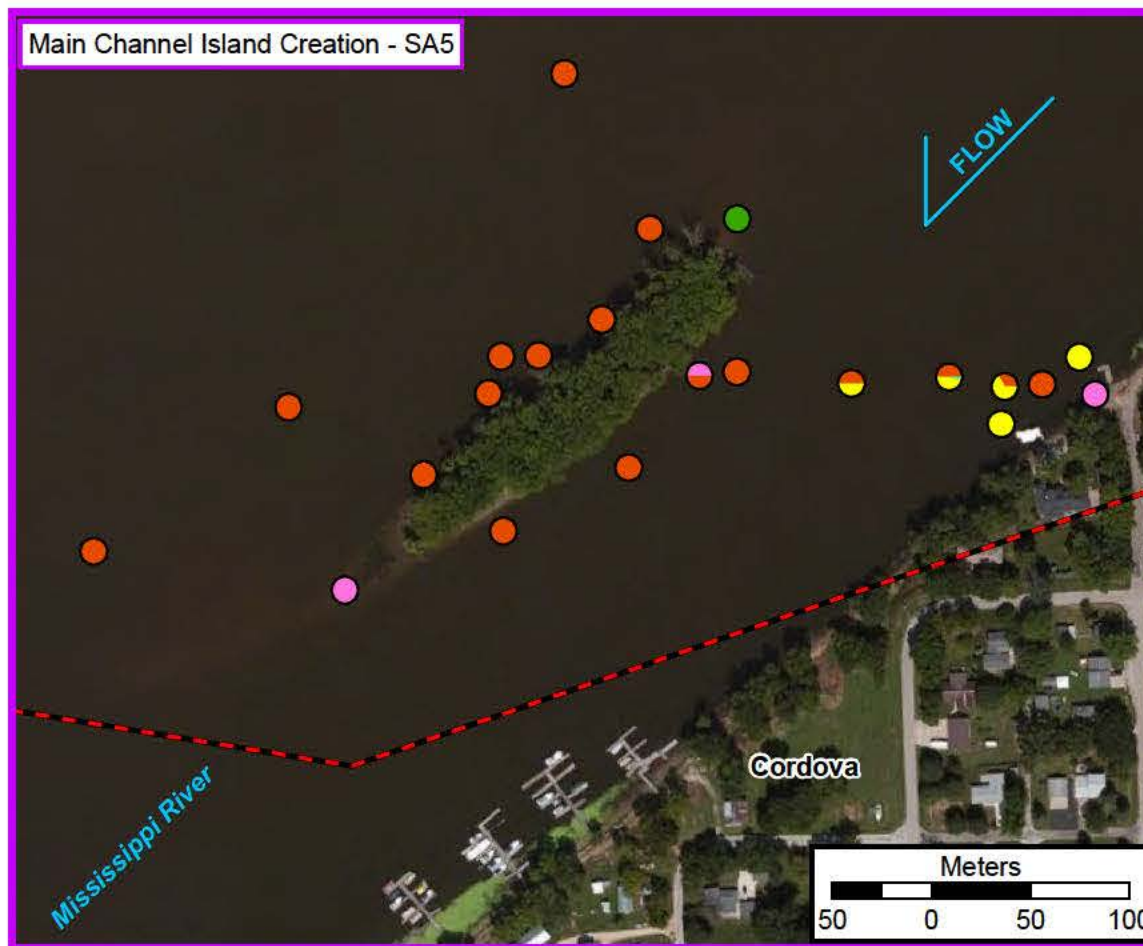 Main Channel Island Creation - SA5
FLOW
Cordova
Mississippi River
Meters
50 0 50 100